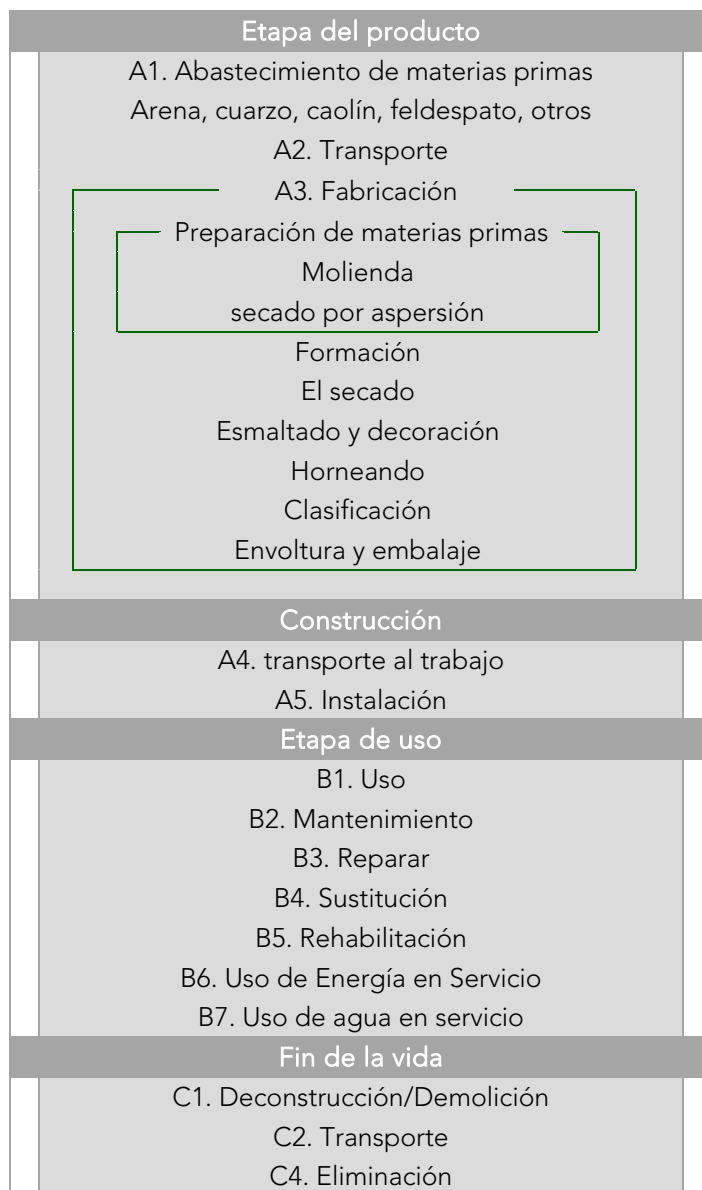 Etapa del producto
A1. Abastecimiento de materias primas
Arena, cuarzo, caolín, feldespato, otros
A2. Transporte
A3. Fabricación
Preparación de materias primas
Molienda
secado por aspersión
Formación
El secado
Esmaltado y decoración
Horneando
Clasificación
Envoltura y embalaje
Construcción
A4. transporte al trabajo
A5. Instalación
Etapa de uso
B1. Uso
B2. Mantenimiento
B3. Reparar
B4. Sustitución
B5. Rehabilitación
B6. Uso de Energía en Servicio
B7. Uso de agua en servicio
Fin de la vida
C1. Deconstrucción/Demolición
C2. Transporte
C4. Eliminación